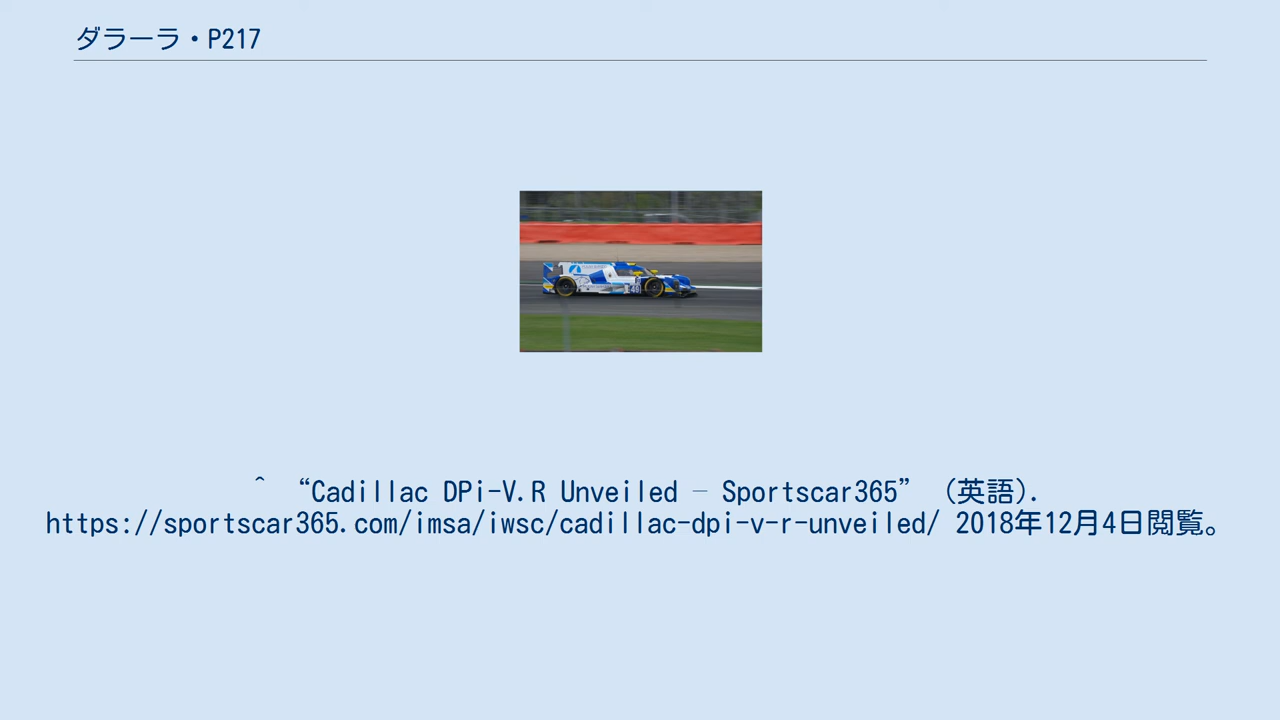 ダラーラ・P217
^ “Cadillac DPi-V.R Unveiled – Sportscar365” (英語).
https://sportscar365.com/imsa/iwsc/cadillac-dpi-v-r-unveiled/ 2018年12月4日閲覧。